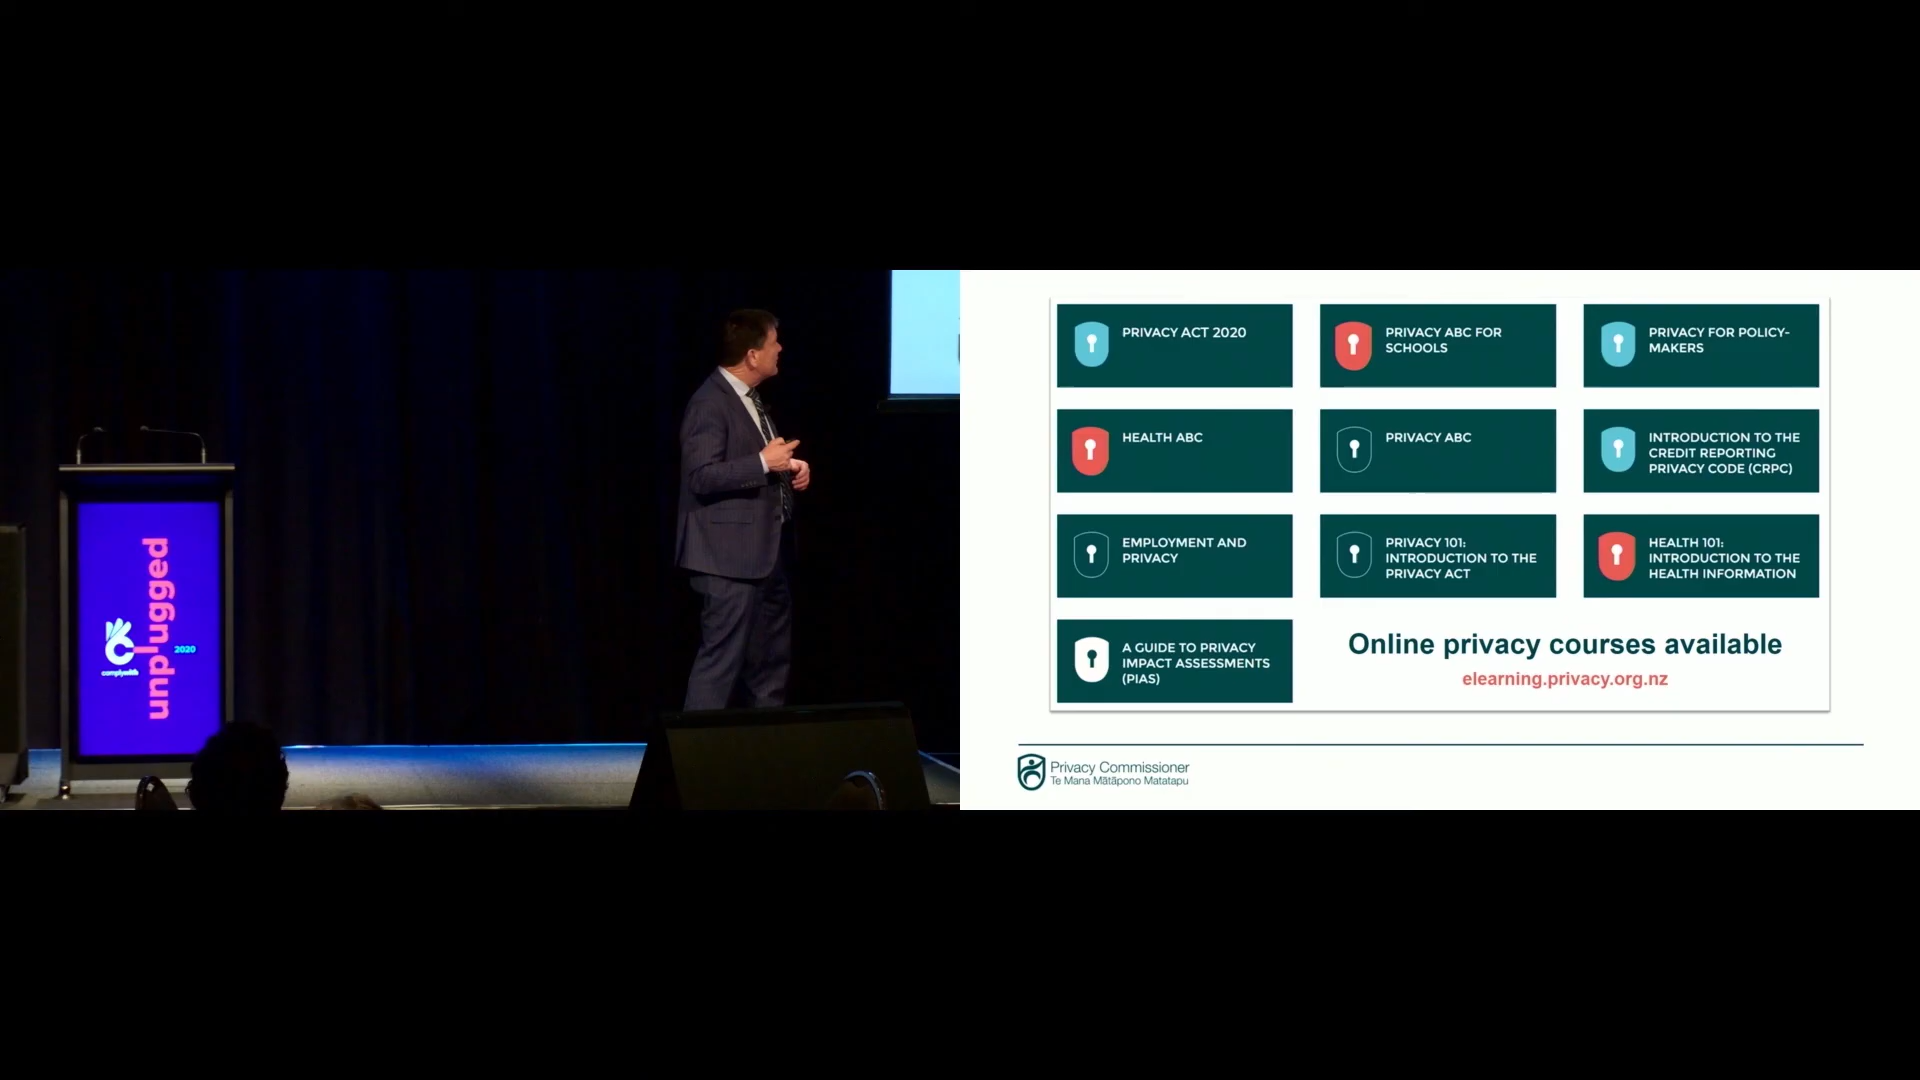 unplugged
2020
complywith
PRIVACY ACT 2020
PRIVACY ABC FOR
SCHOOLS
PRIVACY FOR POLICY-
MAKERS
HEALTH ABC
PRIVACY ABC
INTRODUCTION TO THE
CREDIT REPORTING
PRIVACY CODE (CRPC)
EMPLOYMENT AND
PRIVACY
PRIVACY 101:
INTRODUCTION TO THE
PRIVACY ACT
HEALTH 101:
INTRODUCTION TO THE
HEALTH INFORMATION
A GUIDE TO PRIVACY
IMPACT ASSESSMENTS
(PIAS)
Online privacy courses available
elearning.privacy.org.nz
Privacy Commissioner
Te Mana Mātāpono Matatapu